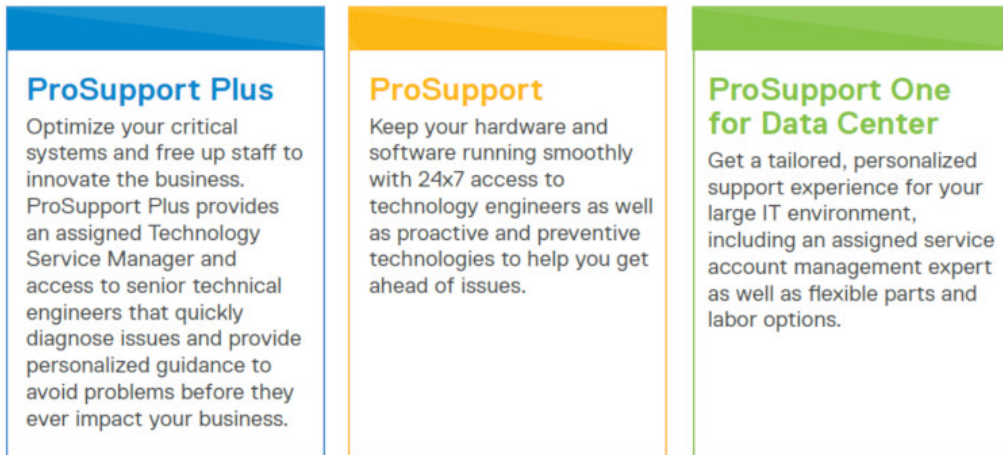 ProSupport Plus
Optimize your critical
systems and free up staff to
innovate the business.
ProSupport Plus provides
an assigned Technology
Service Manager and
access to senior technical
engineers that quickly
diagnose issues and provide
personalized guidance to
avoid problems before they
ever impact your business.
ProSupport
Keep your hardware and
software running smoothly
with 24x7 access to
technology engineers as well
as proactive and preventive
technologies to help you get
ahead of issues.
ProSupport One
for Data Center
Get a tailored, personalized
support experience for your
large IT environment,
including an assigned service
account management expert
as well as flexible parts and
labor options.